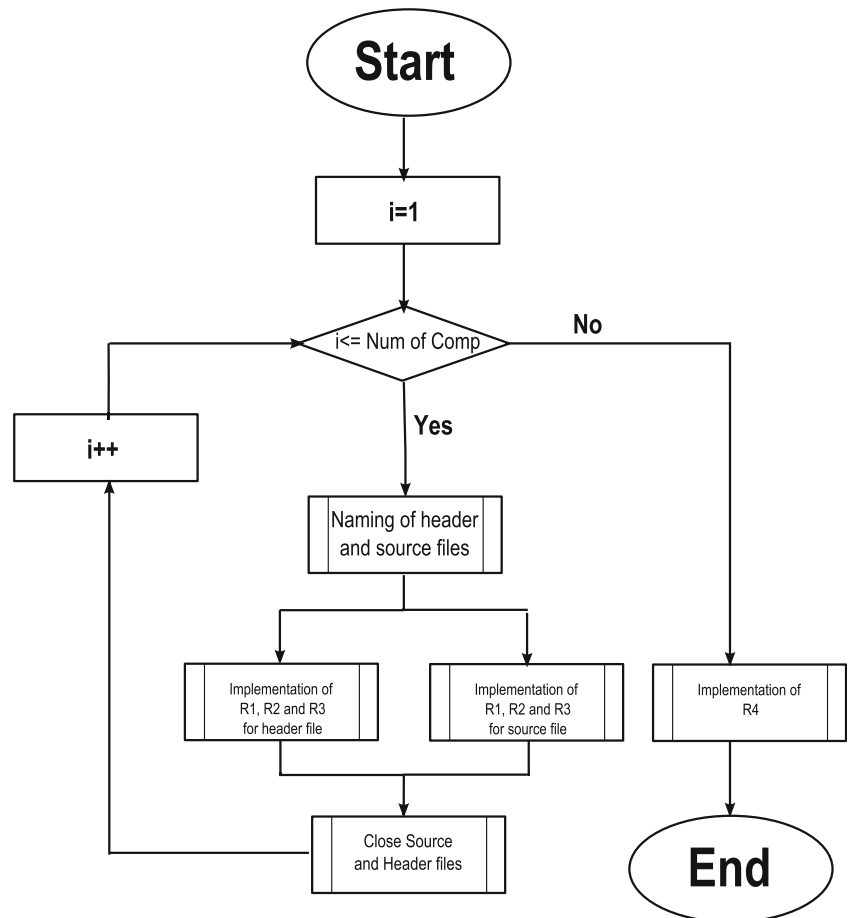 Start
i=1
i<= Num of Comp
No
Yes
i++
Naming of header
and source files
Implementation of
R1, R2 and R3
for header file
Implementation of
R1, R2 and R3
for source file
Implementation of
R4
Close Source
and Header files
End